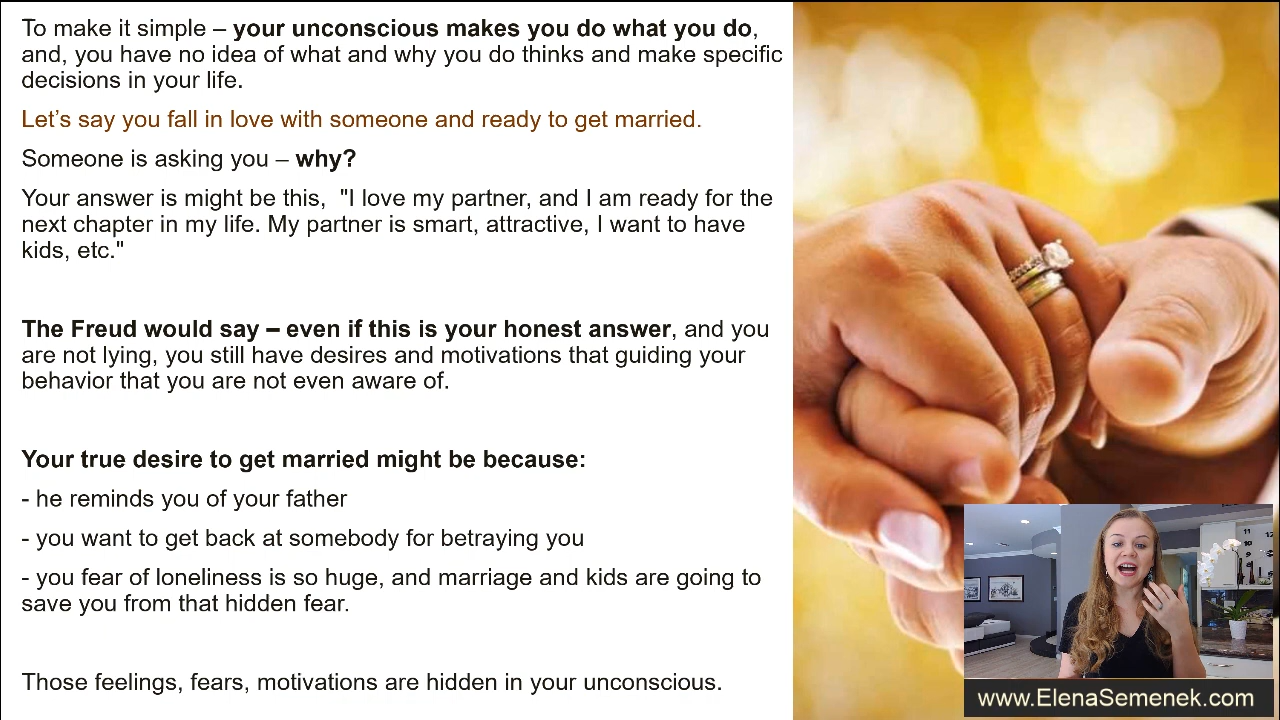 To make it simple – your unconscious makes you do what you do,
and, you have no idea of what and why you do thinks and make specific
decisions in your life.
Let’s say you fall in love with someone and ready to get married.
Someone is asking you – why?
Your answer is might be this,  "I love my partner, and I am ready for the
next chapter in my life. My partner is smart, attractive, I want to have
kids, etc."
The Freud would say – even if this is your honest answer, and you
are not lying, you still have desires and motivations that guiding your
behavior that you are not even aware of.
Your true desire to get married might be because:
- he reminds you of your father
- you want to get back at somebody for betraying you
- you fear of loneliness is so huge, and marriage and kids are going to
save you from that hidden fear.
Those feelings, fears, motivations are hidden in your unconscious.
www.ElenaSemenek.com